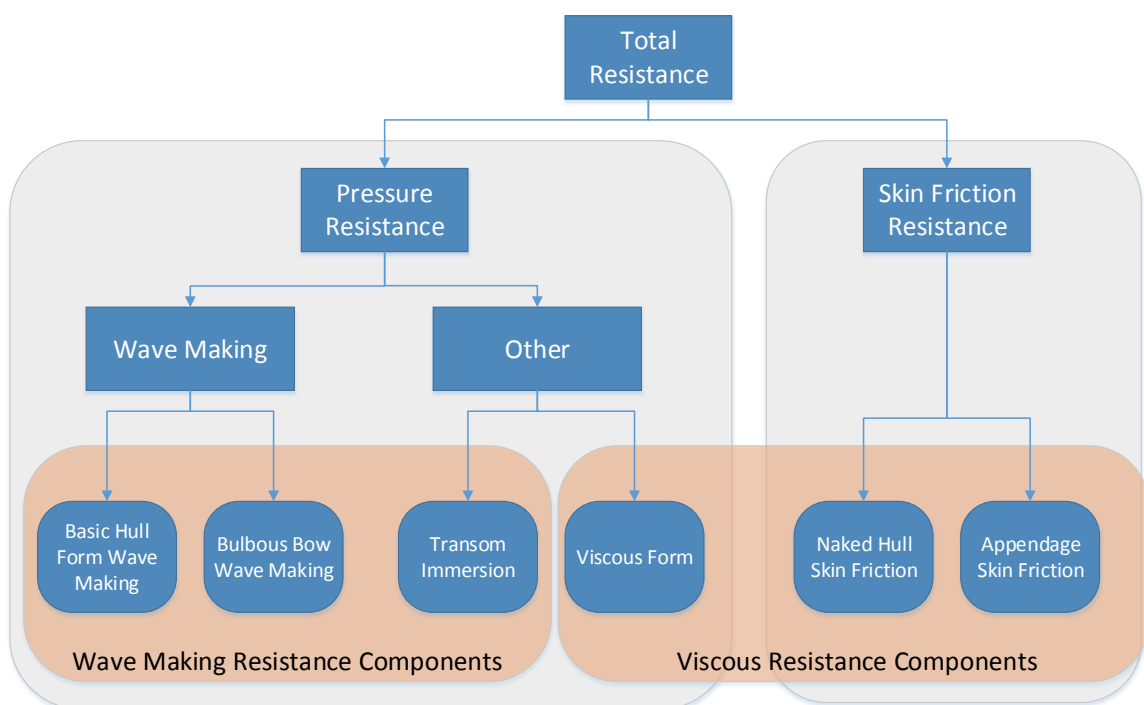 Total
Resistance
Pressure
Resistance
Skin Friction
Resistance
Wave Making
Other
Basic Hull
Form Wave
Making
Bulbous Bow
Wave Making
Transom
Immersion
Viscous Form
Naked Hull
Skin Friction
Appendage
Skin Friction
Wave Making Resistance Components
Viscous Resistance Components